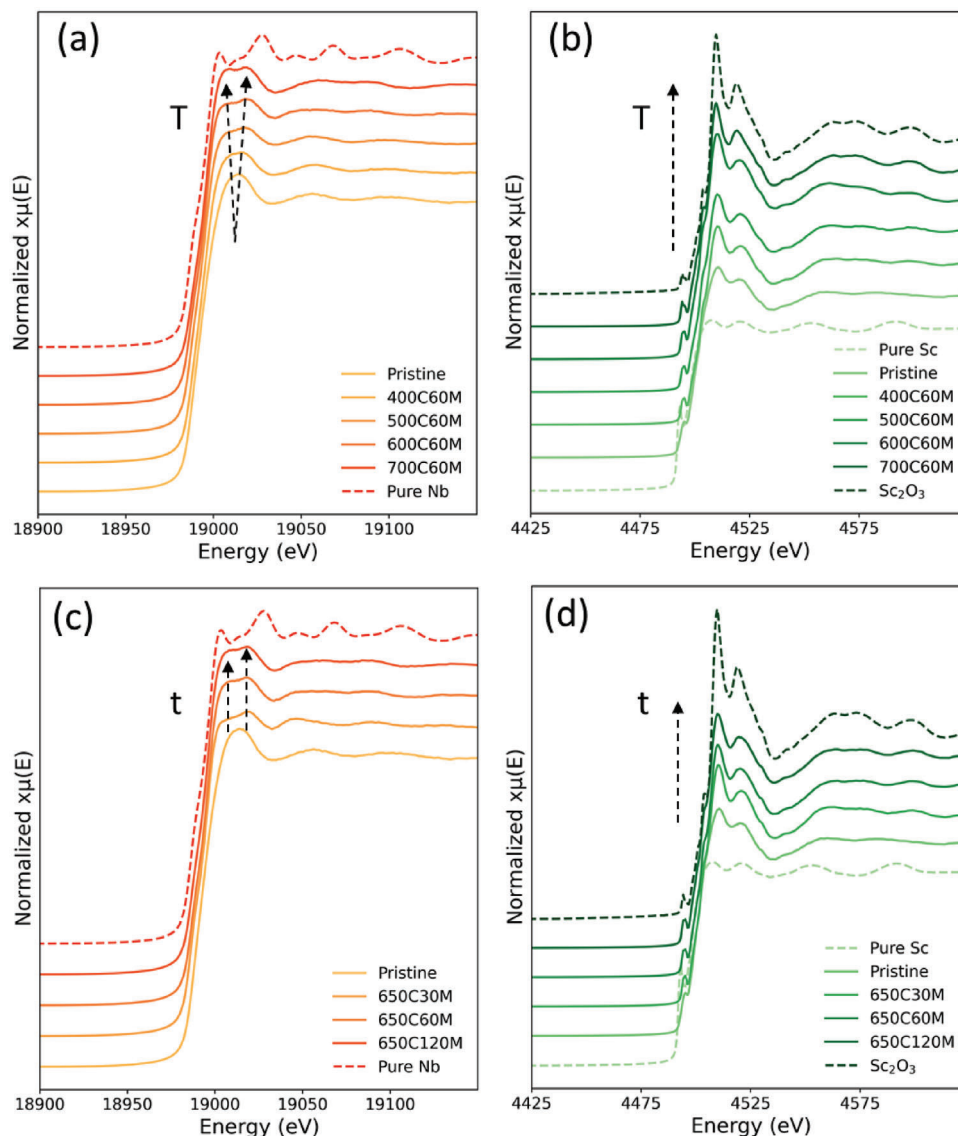 (a)
T
Normalized xμ(E)
Pristine
400C60M
500C60M
600C60M
700C60M
Pure Nb
18900 18950 19000 19050 19100
Energy (eV)
(b)
T
Normalized xμ(E)
Pure Sc
Pristine
400C60M
500C60M
600C60M
700C60M
Sc₂O₃
4425 4475 4525 4575
Energy (eV)
(c)
t
Normalized xμ(E)
Pristine
650C30M
650C60M
650C120M
Pure Nb
18900 18950 19000 19050 19100
Energy (eV)
(d)
t
Normalized xμ(E)
Pure Sc
Pristine
650C30M
650C60M
650C120M
Sc₂O₃
4425 4475 4525 4575
Energy (eV)